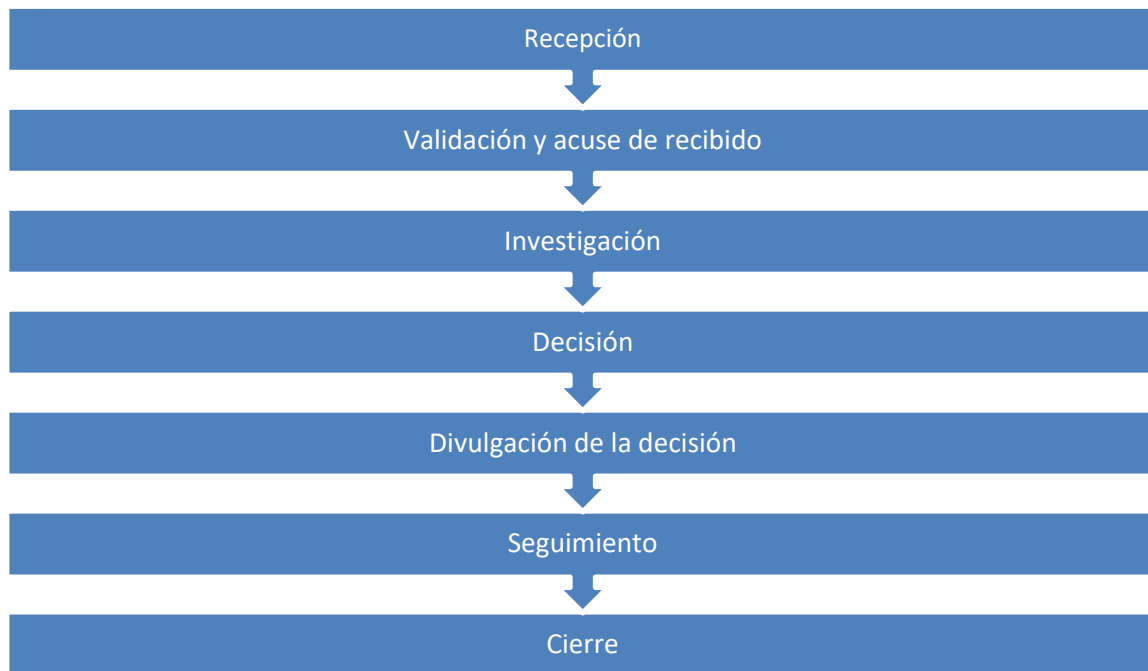 Recepción
Validación y acuse de recibido
Investigación
Decisión
Divulgación de la decisión
Seguimiento
Cierre